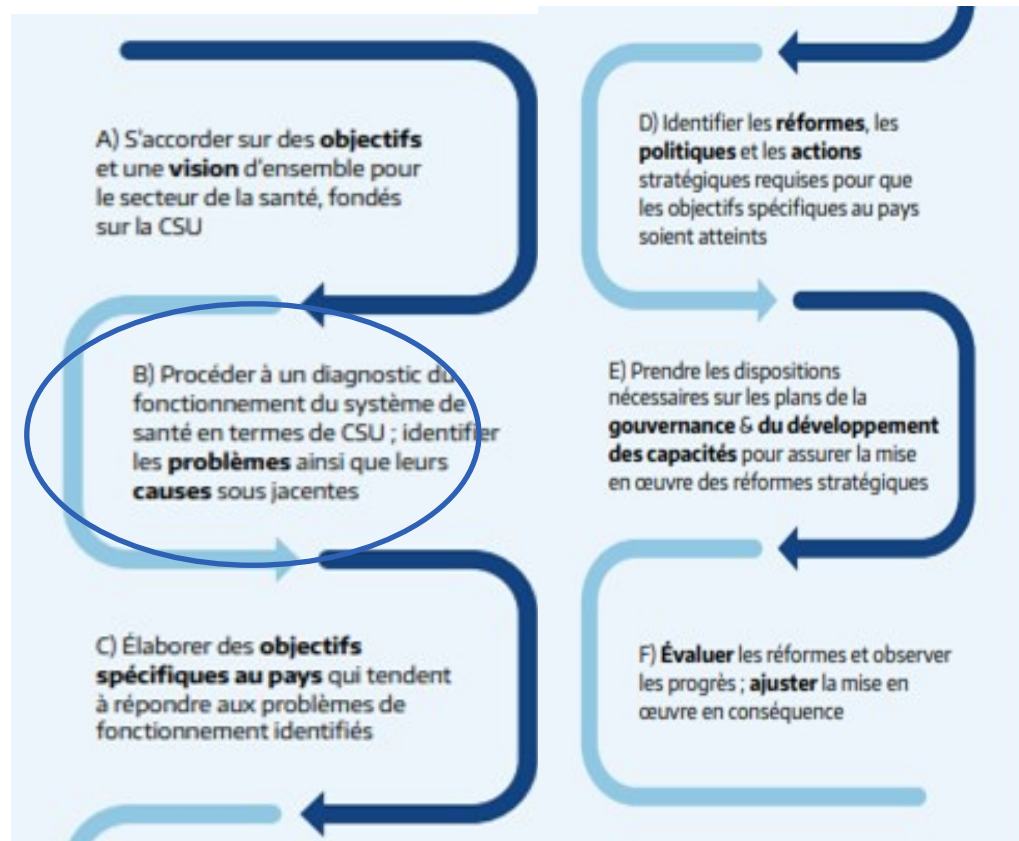 A) S'accorder sur des objectifs
et une vision d'ensemble pour
le secteur de la santé, fondés
sur la CSU
B) Procéder à un diagnostic du
fonctionnement du système de
santé en termes de CSU ; identifier
les problèmes ainsi que leurs
causes sous jacentes
C) Élaborer des objectifs
spécifiques au pays qui tendent
à répondre aux problèmes de
fonctionnement identifiés
D) Identifier les réformes, les
politiques et les actions
stratégiques requises pour que
les objectifs spécifiques au pays
soient atteints
E) Prendre les dispositions
nécessaires sur les plans de la
gouvernance & du développement
des capacités pour assurer la mise
en œuvre des réformes stratégiques
F) Évaluer les réformes et observer
les progrès ; ajuster la mise en
œuvre en conséquence